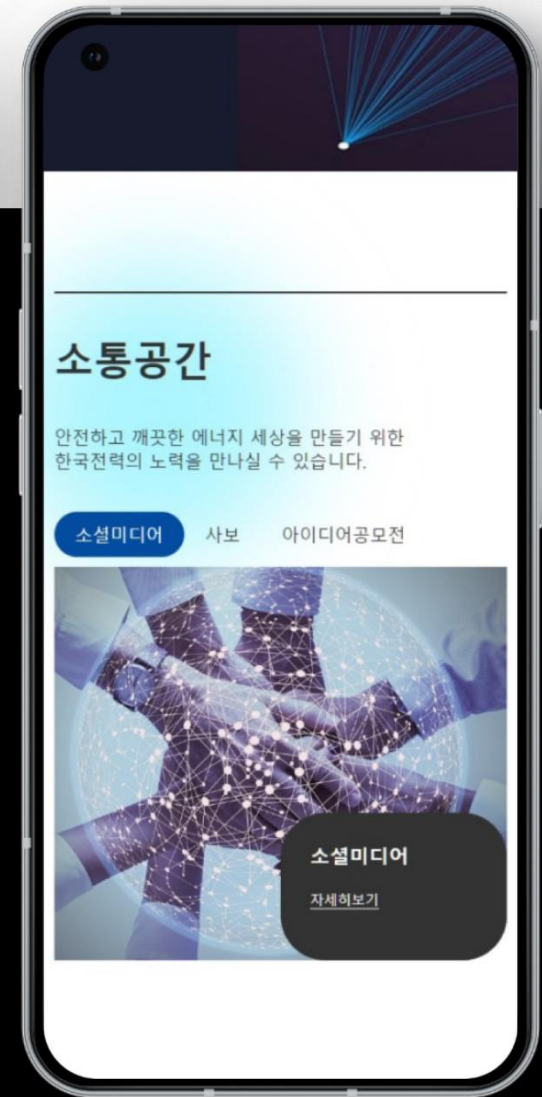 소통공간
안전하고 깨끗한 에너지 세상을 만들기 위한
한국전력의 노력을 만나실 수 있습니다.
소셜미디어 사보 아이디어공모전
소셜미디어
자세히보기